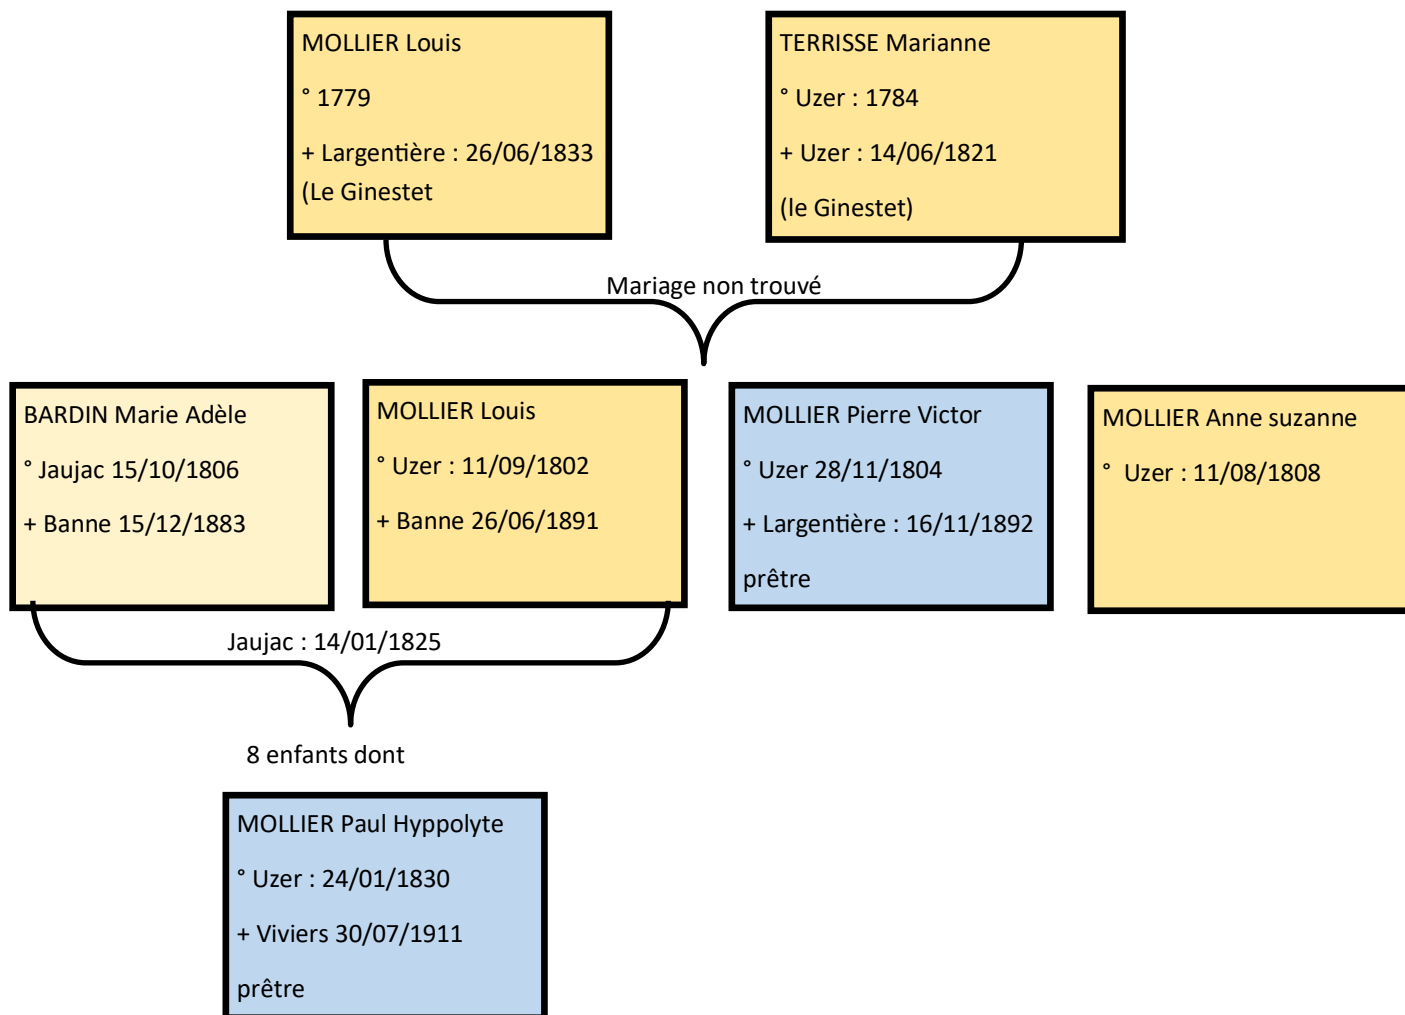 MOLLIER Louis
° 1779
+ Largentière : 26/06/1833
(Le Ginestet
TERRISSE Marianne
° Uzer : 1784
+ Uzer : 14/06/1821
(le Ginestet)
Mariage non trouvé
BARDIN Marie Adèle
° Jaujac 15/10/1806
+ Banne 15/12/1883
MOLLIER Louis
° Uzer : 11/09/1802
+ Banne 26/06/1891
MOLLIER Pierre Victor
° Uzer 28/11/1804
+ Largentière : 16/11/1892
prêtre
MOLLIER Anne suzanne
° Uzer : 11/08/1808
Jaujac : 14/01/1825
8 enfants dont
MOLLIER Paul Hyppolyte
° Uzer : 24/01/1830
+ Viviers 30/07/1911
prêtre